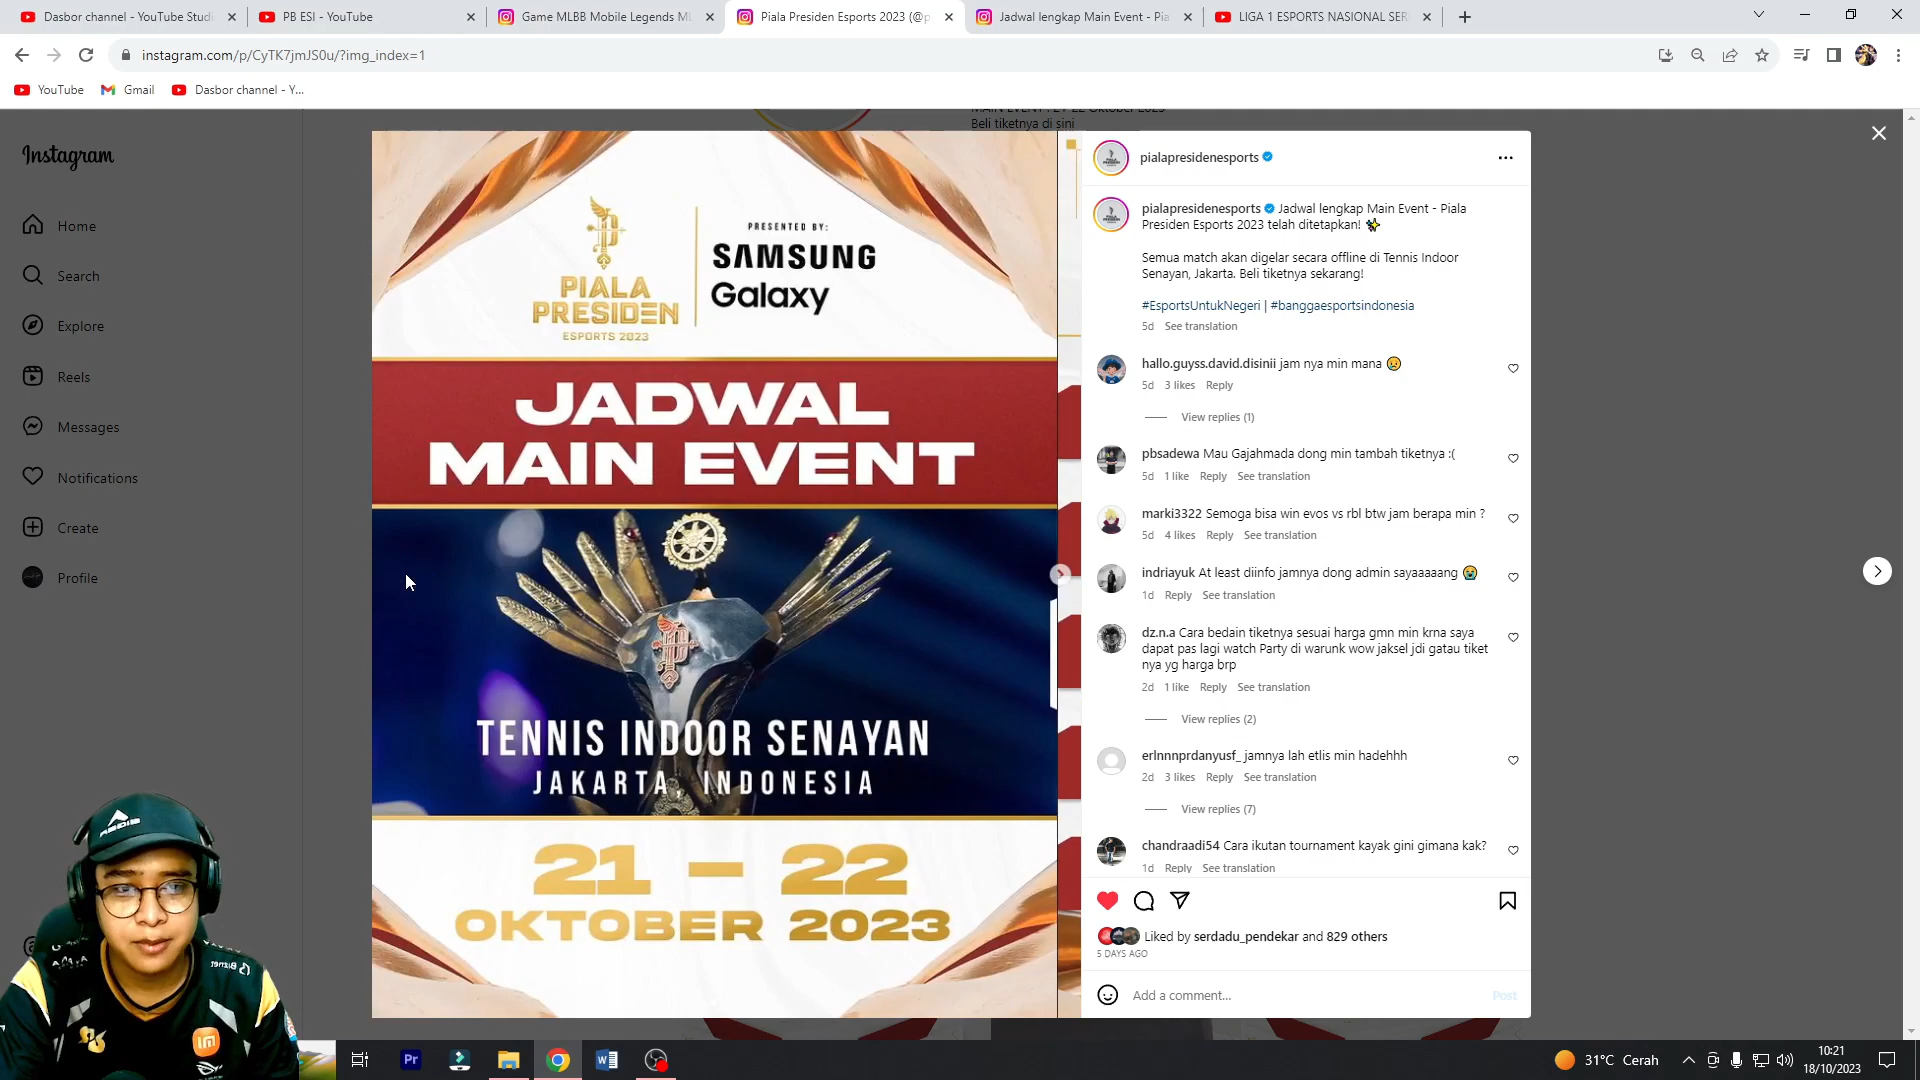 Dasbor channel - YouTube Studi
PB ESI - YouTube
Game MLBB Mobile Legends ML
Piala Presiden Esports 2023 (@p
Jadwal lengkap Main Event - Pia
LIGA 1 ESPORTS NASIONAL SER
instagram.com/p/CyTK7jmJS0u/?img_index=1
YouTube
Gmail
Dasbor channel - Y...
Beli tiketnya di sini
Instagram
Home
Search
Explore
Reels
Messages
Notifications
Create
Profile
PIALA
PRESIDEN
ESPORTS 2023
PRESENTED BY:
SAMSUNG
Galaxy
JADWAL
MAIN EVENT
TENNIS INDOOR SENAYAN
JAKARTA, INDONESIA
21 – 22
OKTOBER 2023
pialapresidenesports
pialapresidenesports Jadwal lengkap Main Event - Piala
Presiden Esports 2023 telah ditetapkan! ✨
Semua match akan digelar secara offline di Tennis Indoor
Senayan, Jakarta. Beli tiketnya sekarang!
#EsportsUntukNegeri | #banggaesportsindonesia
5d See translation
hallo.guyss.david.disinii jam nya min mana 😢
5d 3 likes Reply
View replies (1)
pbsadewa Mau Gajahmada dong min tambah tiketnya :(
5d 1 like Reply See translation
marki3322 Semoga bisa win evos vs rbl btw jam berapa min ?
5d 4 likes Reply See translation
indriayuk At least diinfo jamnya dong admin sayaaaaang 😭
1d Reply See translation
dz.n.a Cara bedain tiketnya sesuai harga gmn min krna saya
dapat pas lagi watch Party di warunk wow jaksel jdi gatau tiket
nya yg harga brp
2d 1 like Reply See translation
View replies (2)
erlnnnprdanyusf_ jamnya lah etlis min hadehhh
2d 3 likes Reply See translation
View replies (7)
chandraadi54 Cara ikutan tournament kayak gini gimana kak?
1d Reply See translation
Liked by serdadu_pendekar and 829 others
5 DAYS AGO
Add a comment...
Post
Pr
31°C Cerah
10:21
18/10/2023